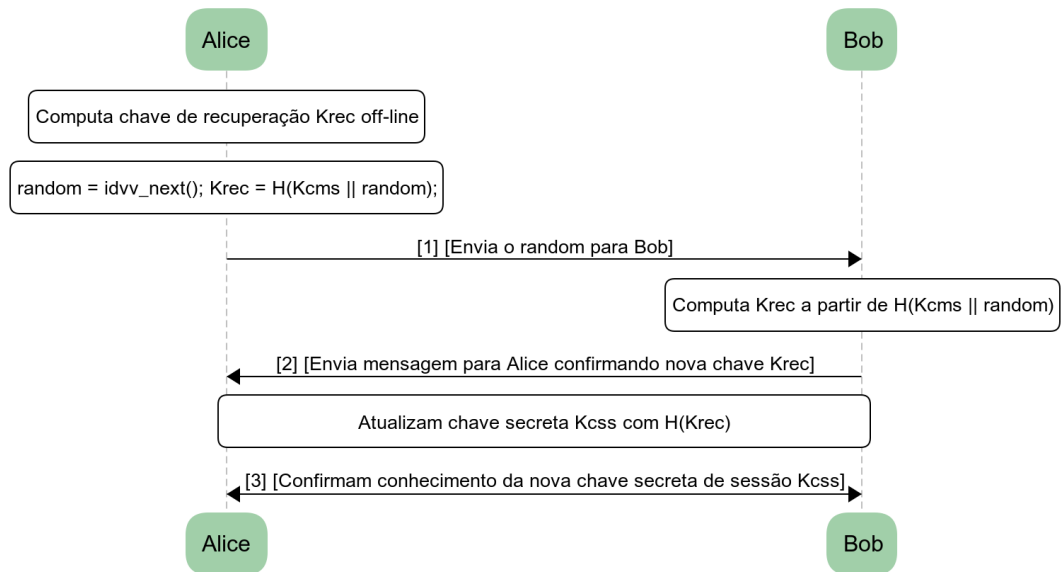 Alice
Bob
Computa chave de recuperação Krec off-line
random = idvv_next(); Krec = H(Kcms || random);
[1] [Envia o random para Bob]
Computa Krec a partir de H(Kcms || random)
[2] [Envia mensagem para Alice confirmando nova chave Krec]
Atualizam chave secreta Kcss com H(Krec)
[3] [Confirmam conhecimento da nova chave secreta de sessão Kcss]
Alice
Bob